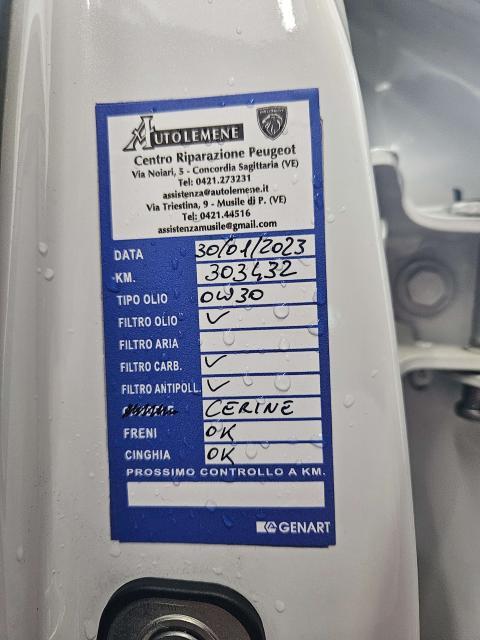 AUTOLEMENE
PEUGEOT
Centro Riparazione Peugeot
Via Noiari, 5 - Concordia Sagittaria (VE)
Tel: 0421.273231
assistenza@autolemene.it
Via Triestina, 9 - Musile di P. (VE)
Tel: 0421.44516
assistenzamusile@gmail.com
DATA 30/01/2023
KM. 303432
TIPO OLIO 0W30
FILTRO OLIO ✓
FILTRO ARIA
FILTRO CARB. ✓
FILTRO ANTIPOLL. ✓
CERINE
FRENI OK
CINGHIA OK
PROSSIMO CONTROLLO A KM.
GENART